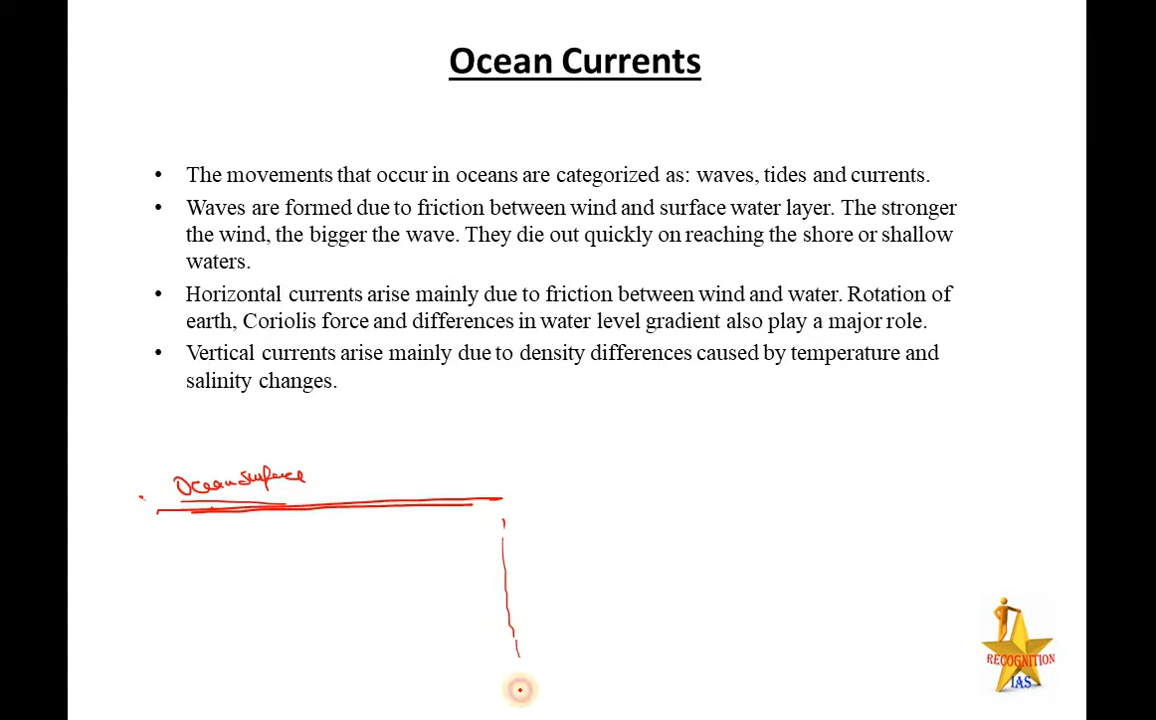 Ocean Currents
• The movements that occur in oceans are categorized as: waves, tides and currents.
• Waves are formed due to friction between wind and surface water layer. The stronger
the wind, the bigger the wave. They die out quickly on reaching the shore or shallow
waters.
• Horizontal currents arise mainly due to friction between wind and water. Rotation of
earth, Coriolis force and differences in water level gradient also play a major role.
• Vertical currents arise mainly due to density differences caused by temperature and
salinity changes.
Ocean surface
RECOGNITION
IAS